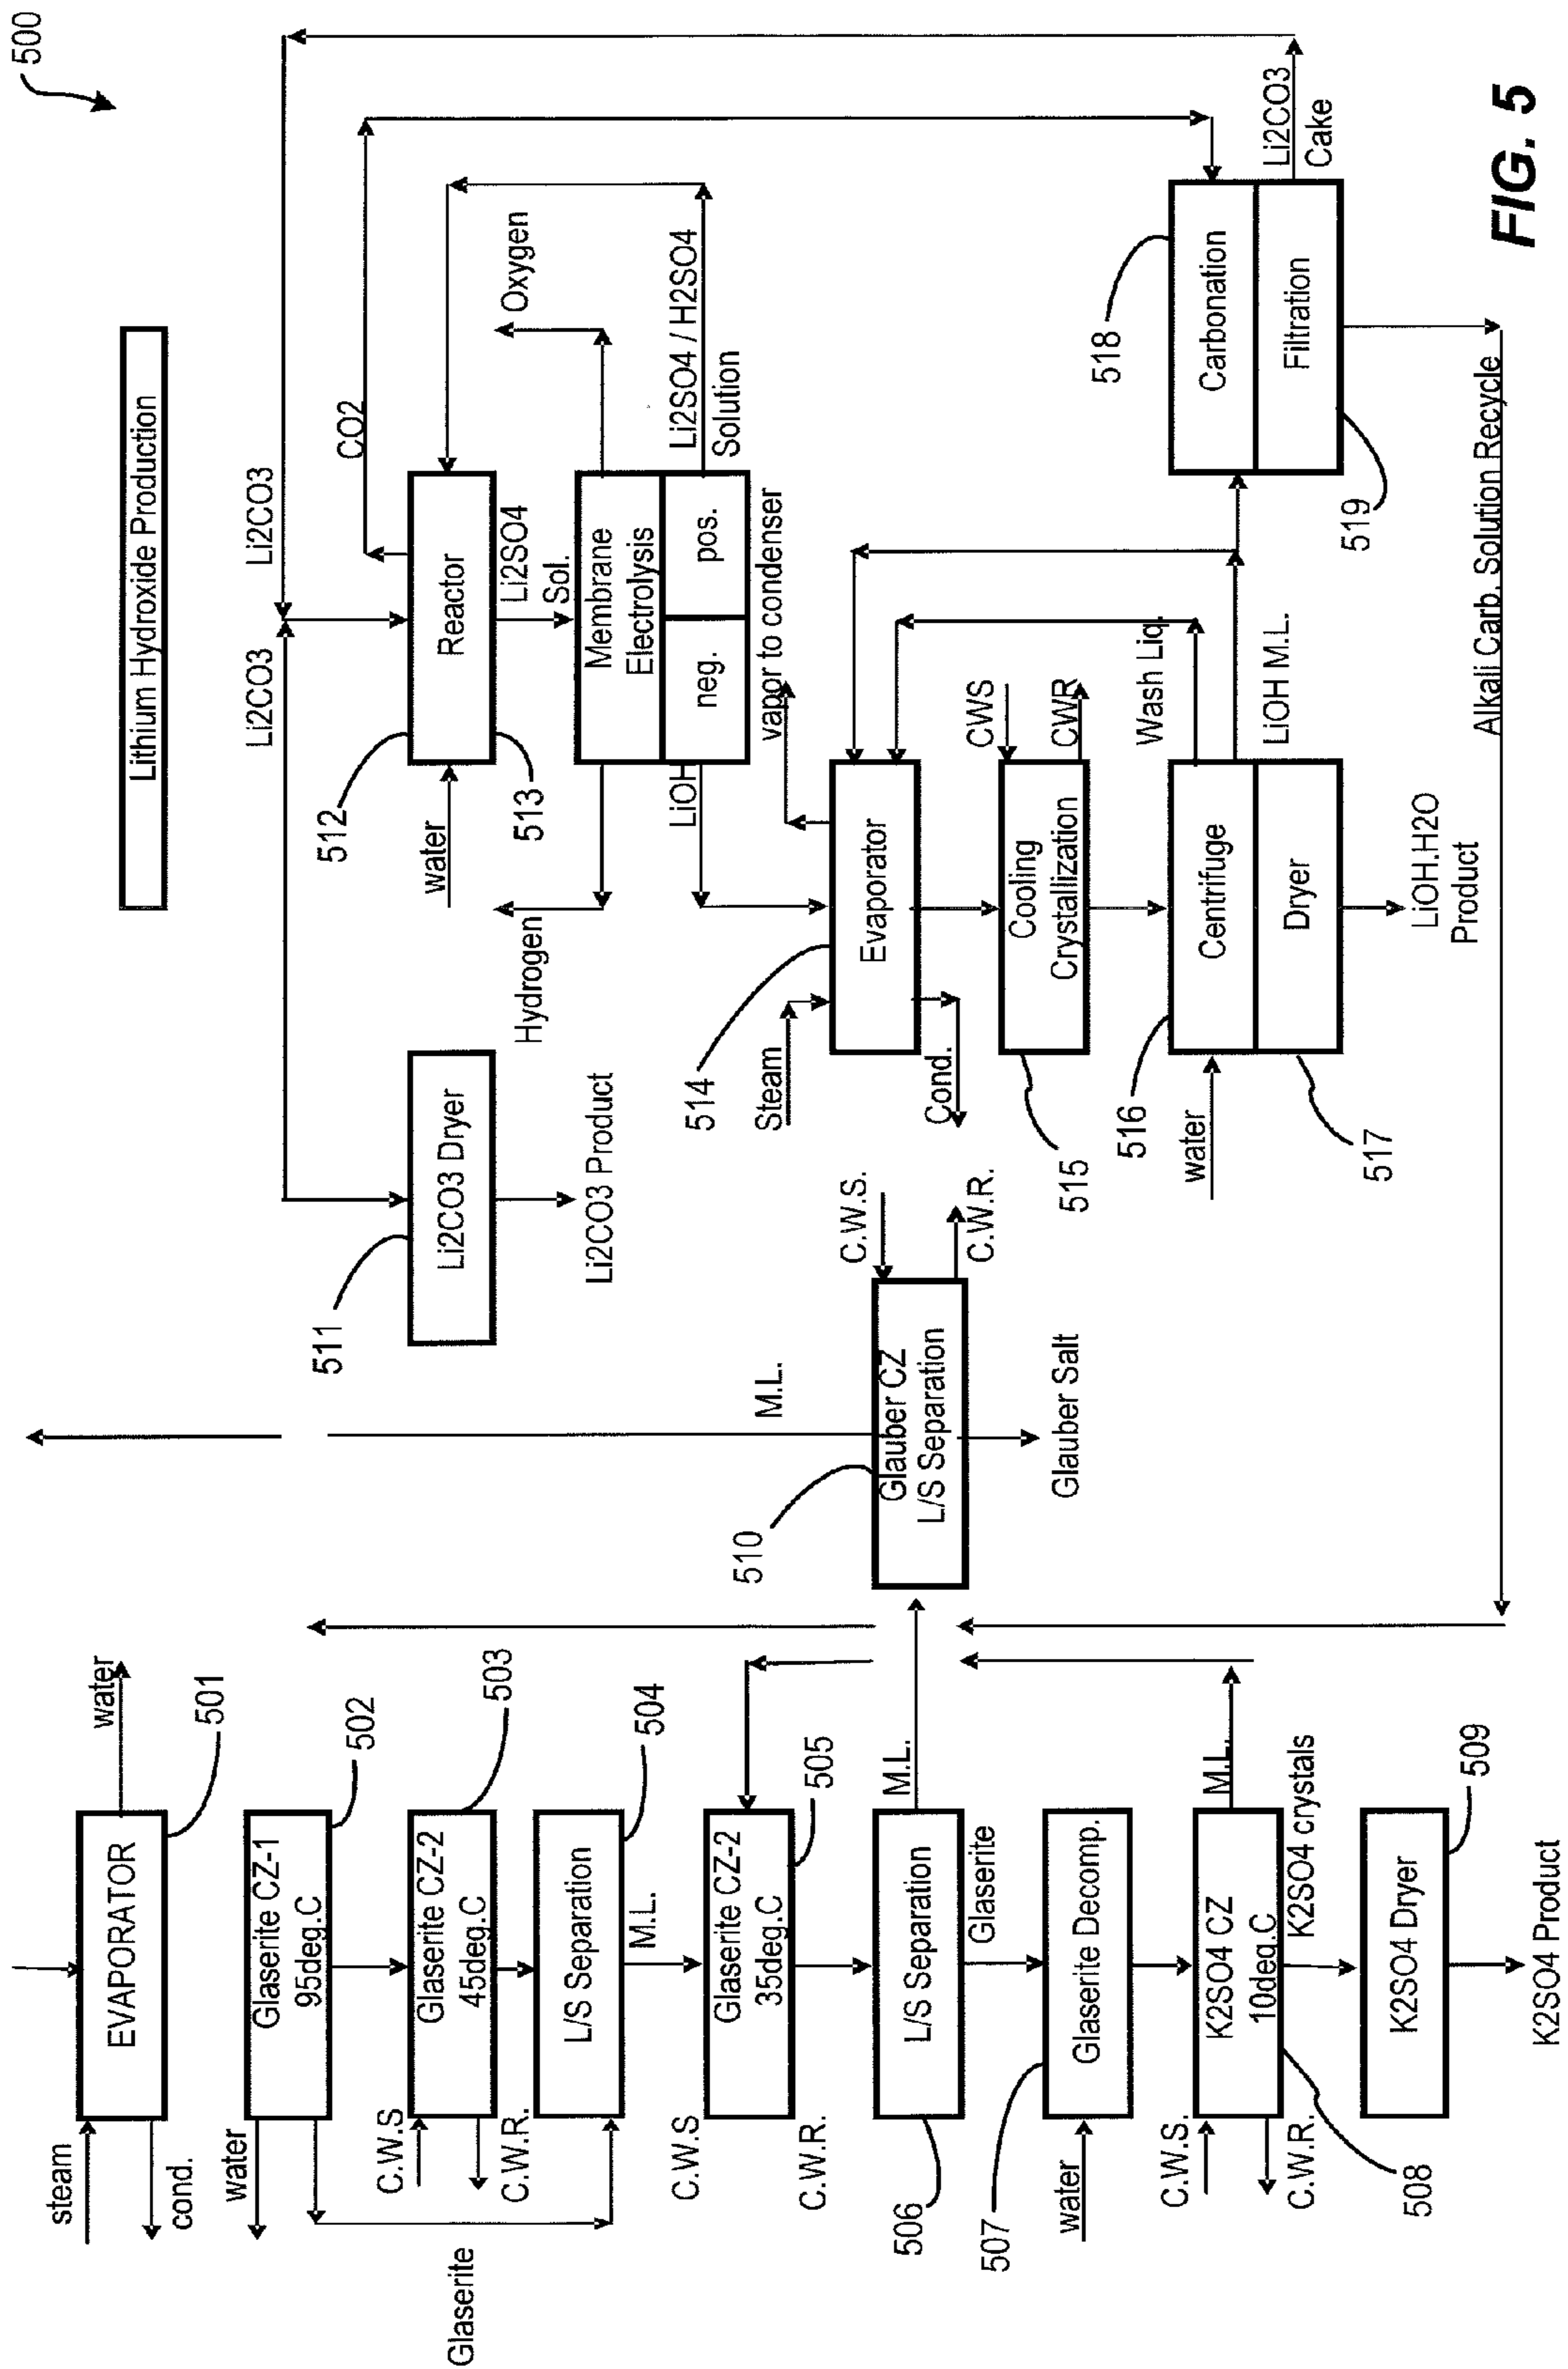 500
Lithium Hydroxide Production
steam
cond.
EVAPORATOR
water
501
water
Glaserite CZ-1
95deg.C
502
Glaserite
C.W.S
C.W.R.
Glaserite CZ-2
45deg.C
503
L/S Separation
504
M.L.
C.W.S
C.W.R.
Glaserite CZ-2
35deg.C
505
506
L/S Separation
M.L.
Glaserite
507
water
Glaserite Decomp.
C.W.S.
C.W.R.
K2SO4 CZ
10deg.C
508
M.L.
K2SO4 crystals
K2SO4 Dryer
509
K2SO4 Product
M.L.
510
Glauber CZ
L/S Separation
C.W.S.
C.W.R.
Glauber Salt
511
Li2CO3 Dryer
Li2CO3 Product
Li2CO3
Li2CO3
CO2
512
water
Reactor
513
Li2SO4
Sol.
Hydrogen
Membrane
Electrolysis
neg.
pos.
Oxygen
LiOH
Li2SO4 / H2SO4
Solution
vapor to condenser
514
Steam
Evaporator
Cond.
515
Cooling
Crystallization
CWS
CWR
516
water
Centrifuge
Dryer
517
Wash Liq.
LiOH M.L.
LiOH.H2O
Product
518
Carbonation
Filtration
519
Li2CO3
Cake
Alkali Carb. Solution Recycle
FIG. 5